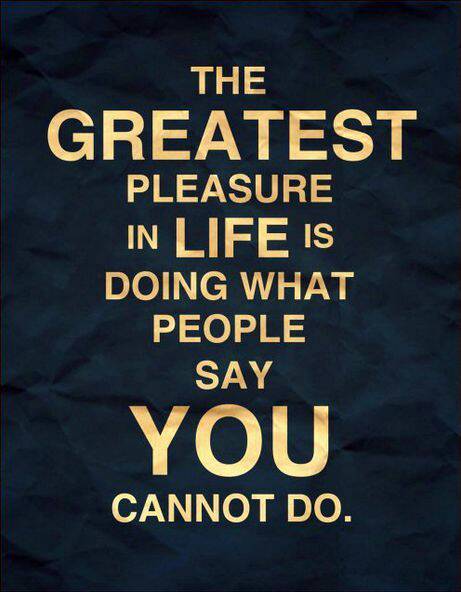 THE
GREATEST
PLEASURE
IN LIFE IS
DOING WHAT
PEOPLE
SAY
YOU
CANNOT DO.